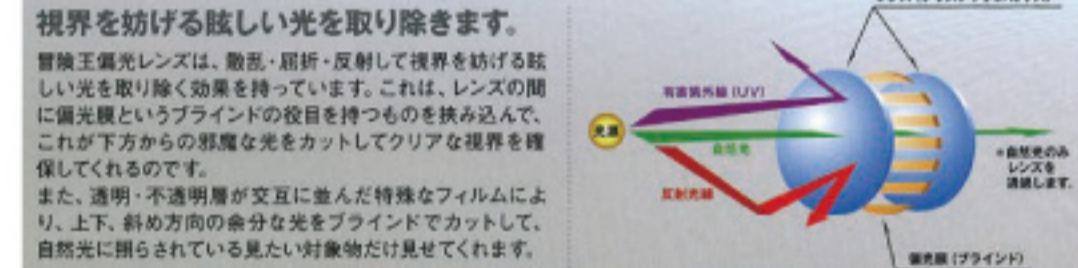 視界を妨げる眩しい光を取り除きます。
冒険王偏光レンズは、散乱・屈折・反射して視界を妨げる眩
しい光を取り除く効果を持っています。これは、レンズの間
に偏光膜というブラインドの役目を持つものを挟み込んで、
これが下方からの邪魔な光をカットしてクリアな視界を確
保してくれるのです。
また、透明・不透明層が交互に並んだ特殊なフィルムによ
り、上下、斜め方向の余分な光をブラインドでカットして、
自然光に照らされている見たい対象物だけ見せてくれます。
有害紫外線(UV)
光源
自然光
反射光線
*自然光のみ
レンズを
通過します。
偏光膜(ブラインド)